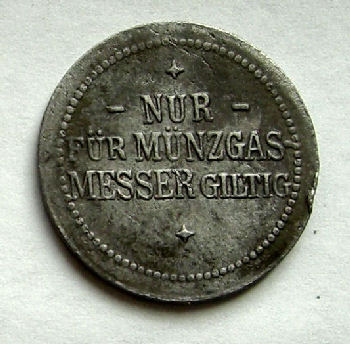 - NUR -
FÜR MÜNZGAS-
MESSER GILTIG